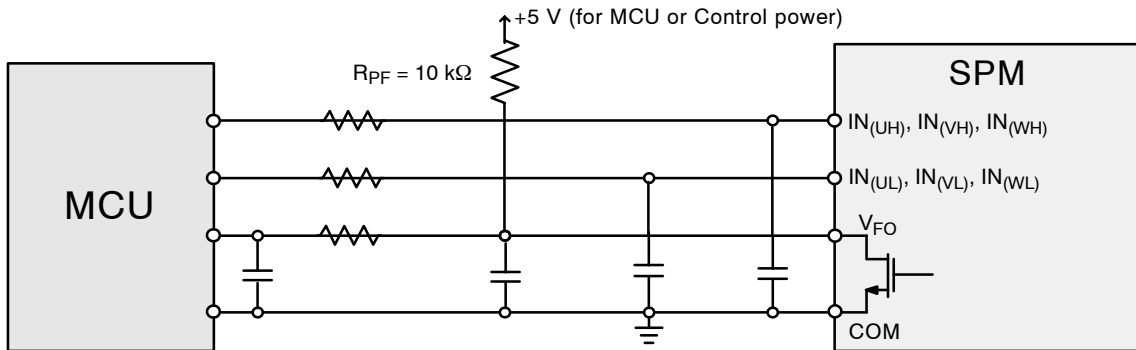 +5 V (for MCU or Control power)
R_PF = 10 kΩ
SPM
IN_(UH), IN_(VH), IN_(WH)
MCU
IN_(UL), IN_(VL), IN_(WL)
V_FO
COM